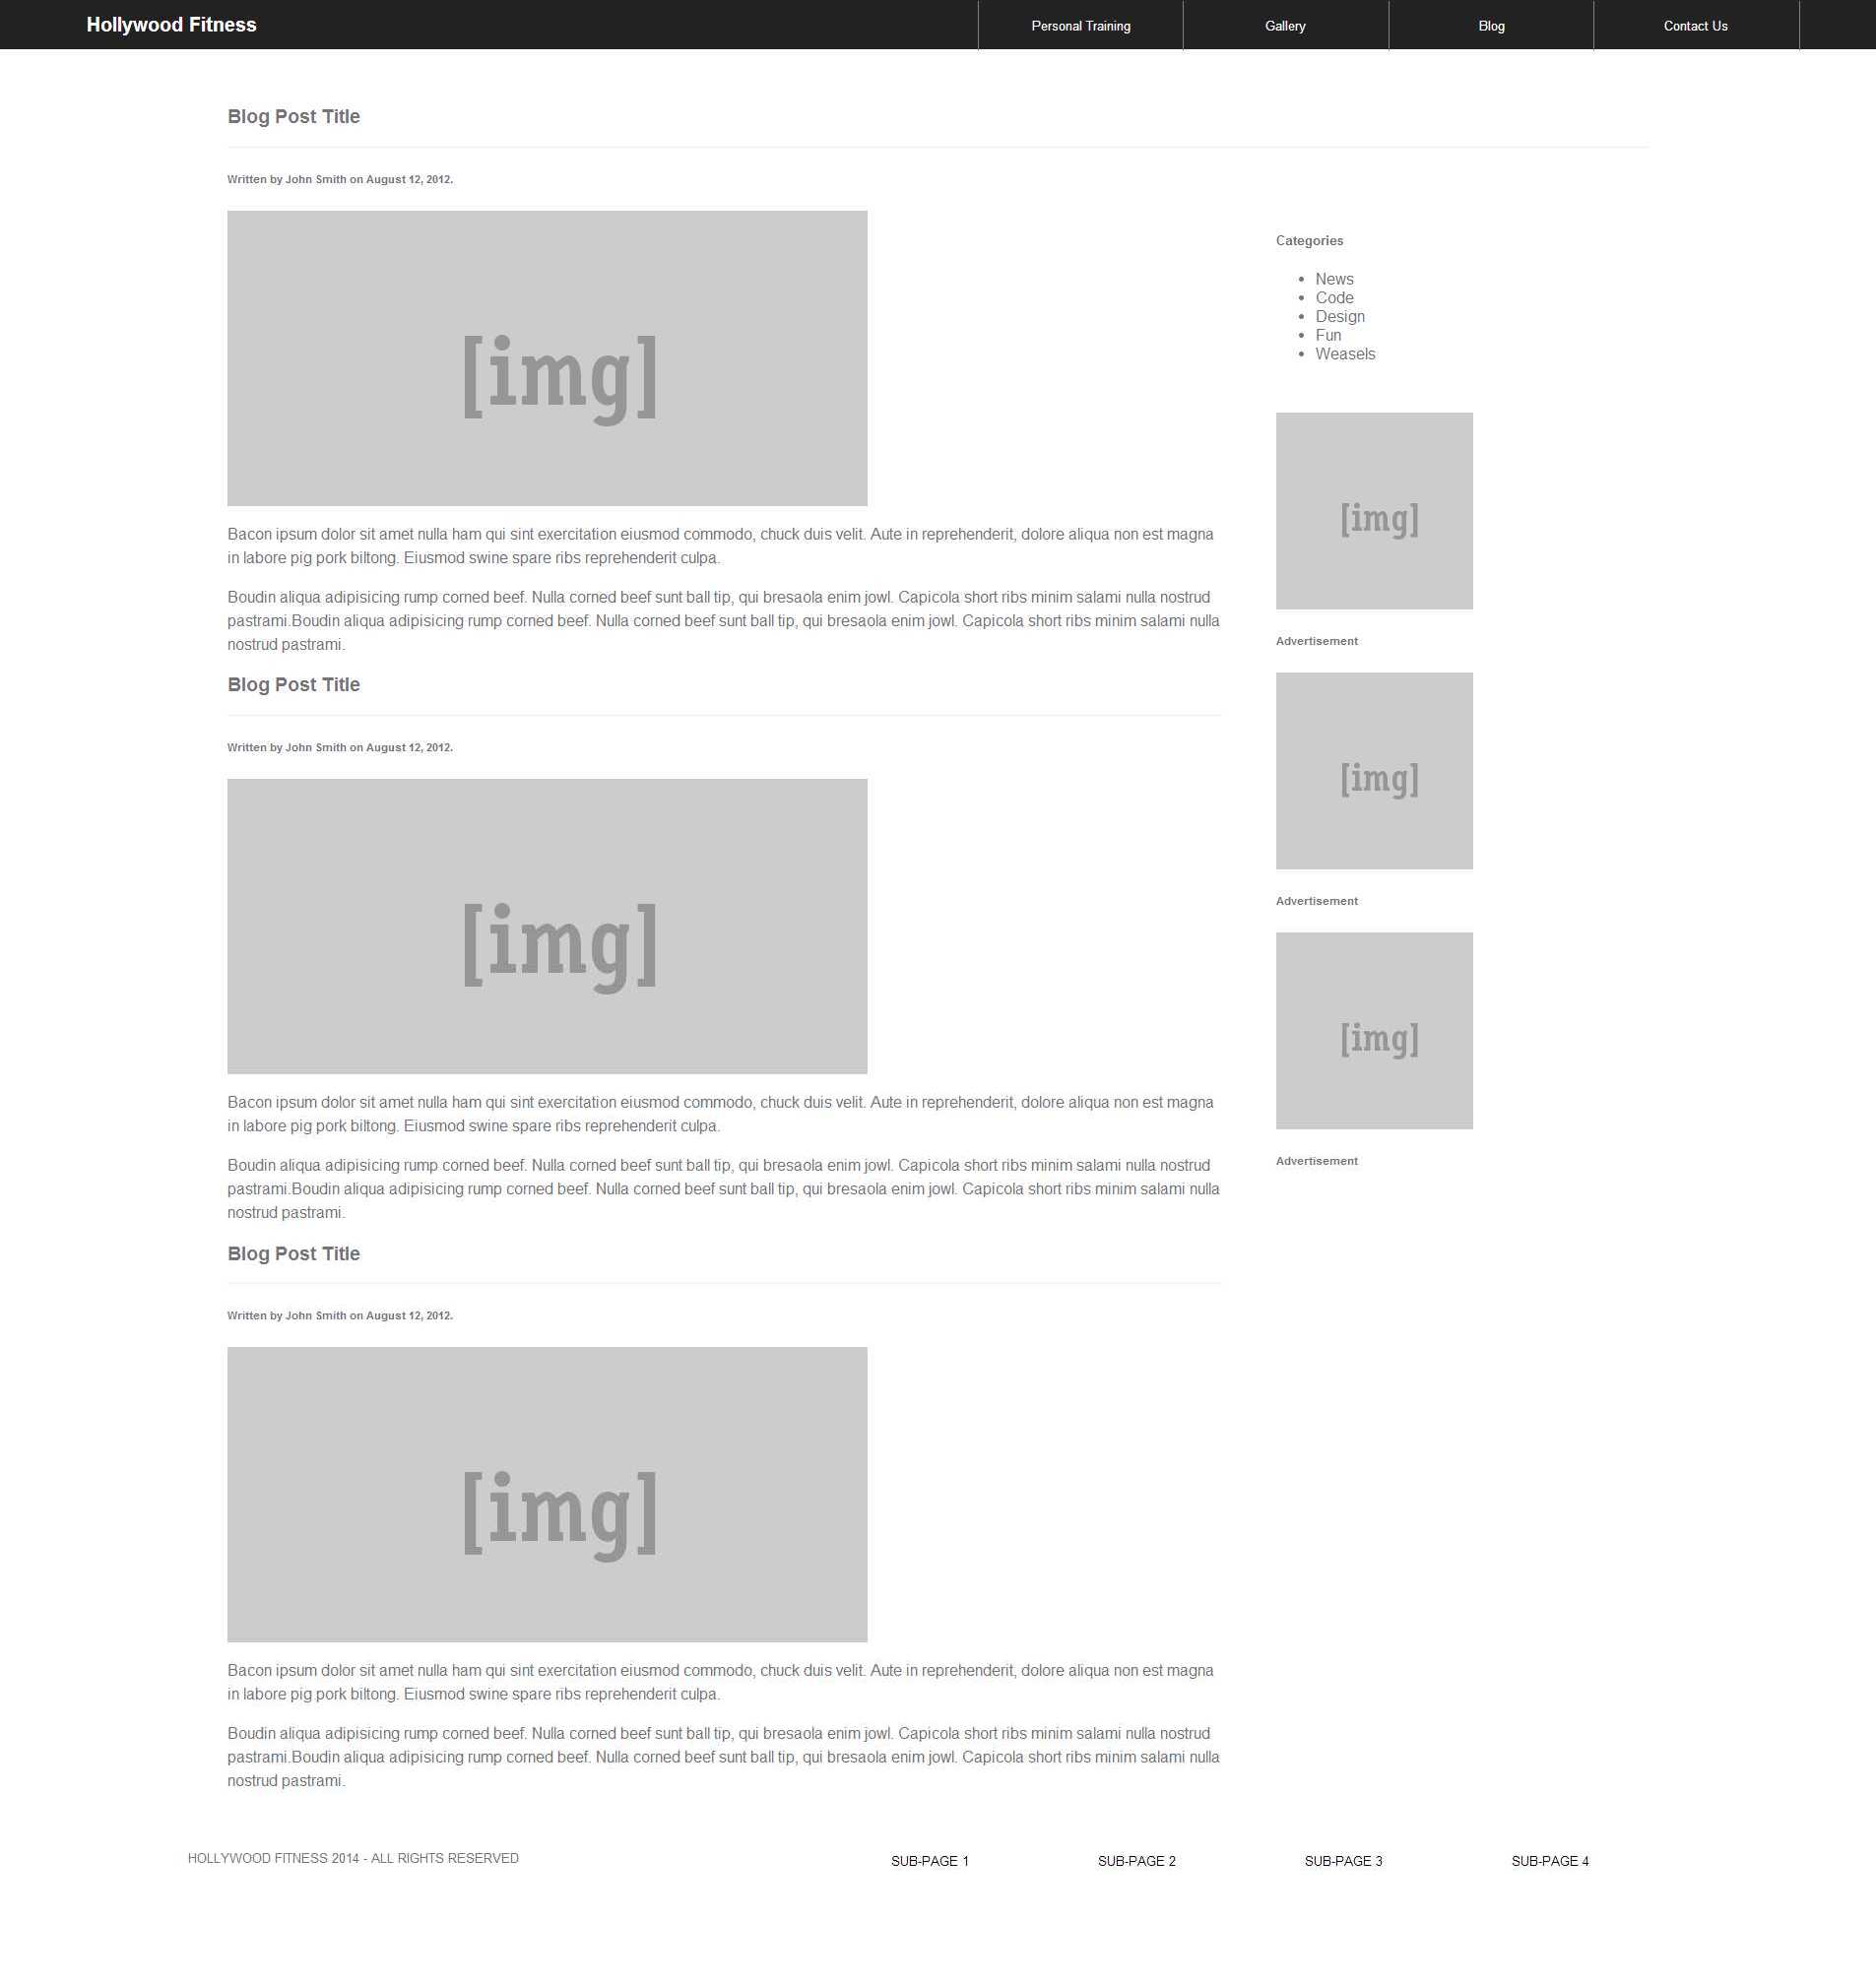 Hollywood Fitness
Personal Training
Gallery
Blog
Contact Us
Blog Post Title
Written by John Smith on August 12, 2012.
[img]
Bacon ipsum dolor sit amet nulla ham qui sint exercitation eiusmod commodo, chuck duis velit. Aute in reprehenderit, dolore aliqua non est magna
in labore pig pork biltong. Eiusmod swine spare ribs reprehenderit culpa.
Boudin aliqua adipisicing rump corned beef. Nulla corned beef sunt ball tip, qui bresaola enim jowl. Capicola short ribs minim salami nulla nostrud
pastrami.Boudin aliqua adipisicing rump corned beef. Nulla corned beef sunt ball tip, qui bresaola enim jowl. Capicola short ribs minim salami nulla
nostrud pastrami.
Blog Post Title
Written by John Smith on August 12, 2012.
[img]
Bacon ipsum dolor sit amet nulla ham qui sint exercitation eiusmod commodo, chuck duis velit. Aute in reprehenderit, dolore aliqua non est magna
in labore pig pork biltong. Eiusmod swine spare ribs reprehenderit culpa.
Boudin aliqua adipisicing rump corned beef. Nulla corned beef sunt ball tip, qui bresaola enim jowl. Capicola short ribs minim salami nulla nostrud
pastrami.Boudin aliqua adipisicing rump corned beef. Nulla corned beef sunt ball tip, qui bresaola enim jowl. Capicola short ribs minim salami nulla
nostrud pastrami.
Blog Post Title
Written by John Smith on August 12, 2012.
[img]
Bacon ipsum dolor sit amet nulla ham qui sint exercitation eiusmod commodo, chuck duis velit. Aute in reprehenderit, dolore aliqua non est magna
in labore pig pork biltong. Eiusmod swine spare ribs reprehenderit culpa.
Boudin aliqua adipisicing rump corned beef. Nulla corned beef sunt ball tip, qui bresaola enim jowl. Capicola short ribs minim salami nulla nostrud
pastrami.Boudin aliqua adipisicing rump corned beef. Nulla corned beef sunt ball tip, qui bresaola enim jowl. Capicola short ribs minim salami nulla
nostrud pastrami.
Categories
• News
• Code
• Design
• Fun
• Weasels
[img]
Advertisement
[img]
Advertisement
[img]
Advertisement
HOLLYWOOD FITNESS 2014 - ALL RIGHTS RESERVED
SUB-PAGE 1
SUB-PAGE 2
SUB-PAGE 3
SUB-PAGE 4